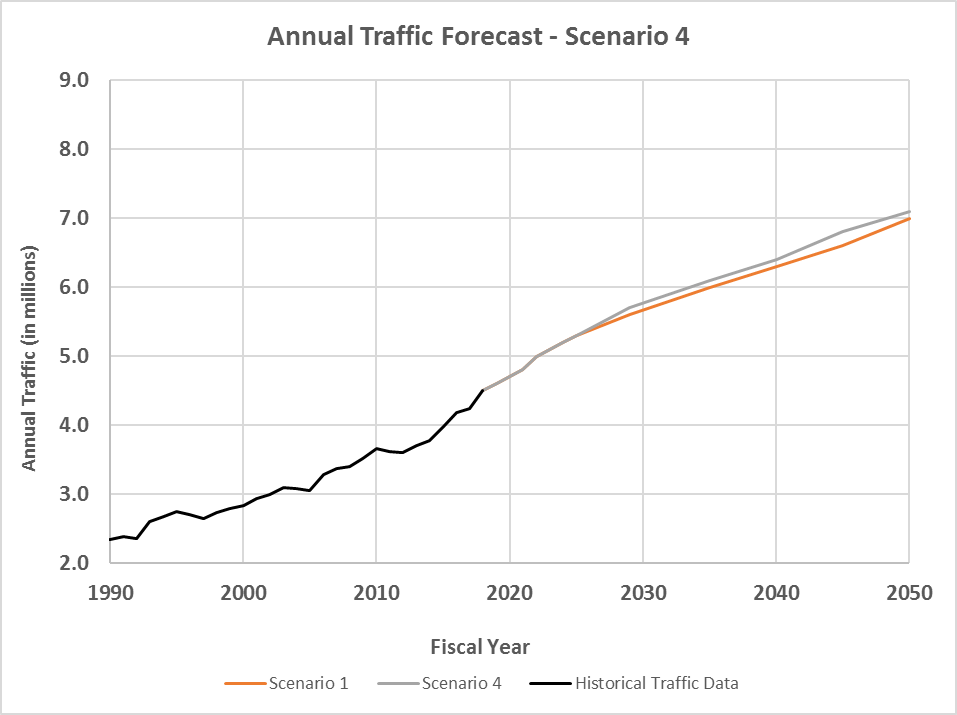 Annual Traffic Forecast - Scenario 4
9.0
8.0
7.0
6.0
5.0
4.0
3.0
2.0
Annual Traffic (in millions)
1990 2000 2010 2020 2030 2040 2050
Fiscal Year
Scenario 1 Scenario 4 Historical Traffic Data